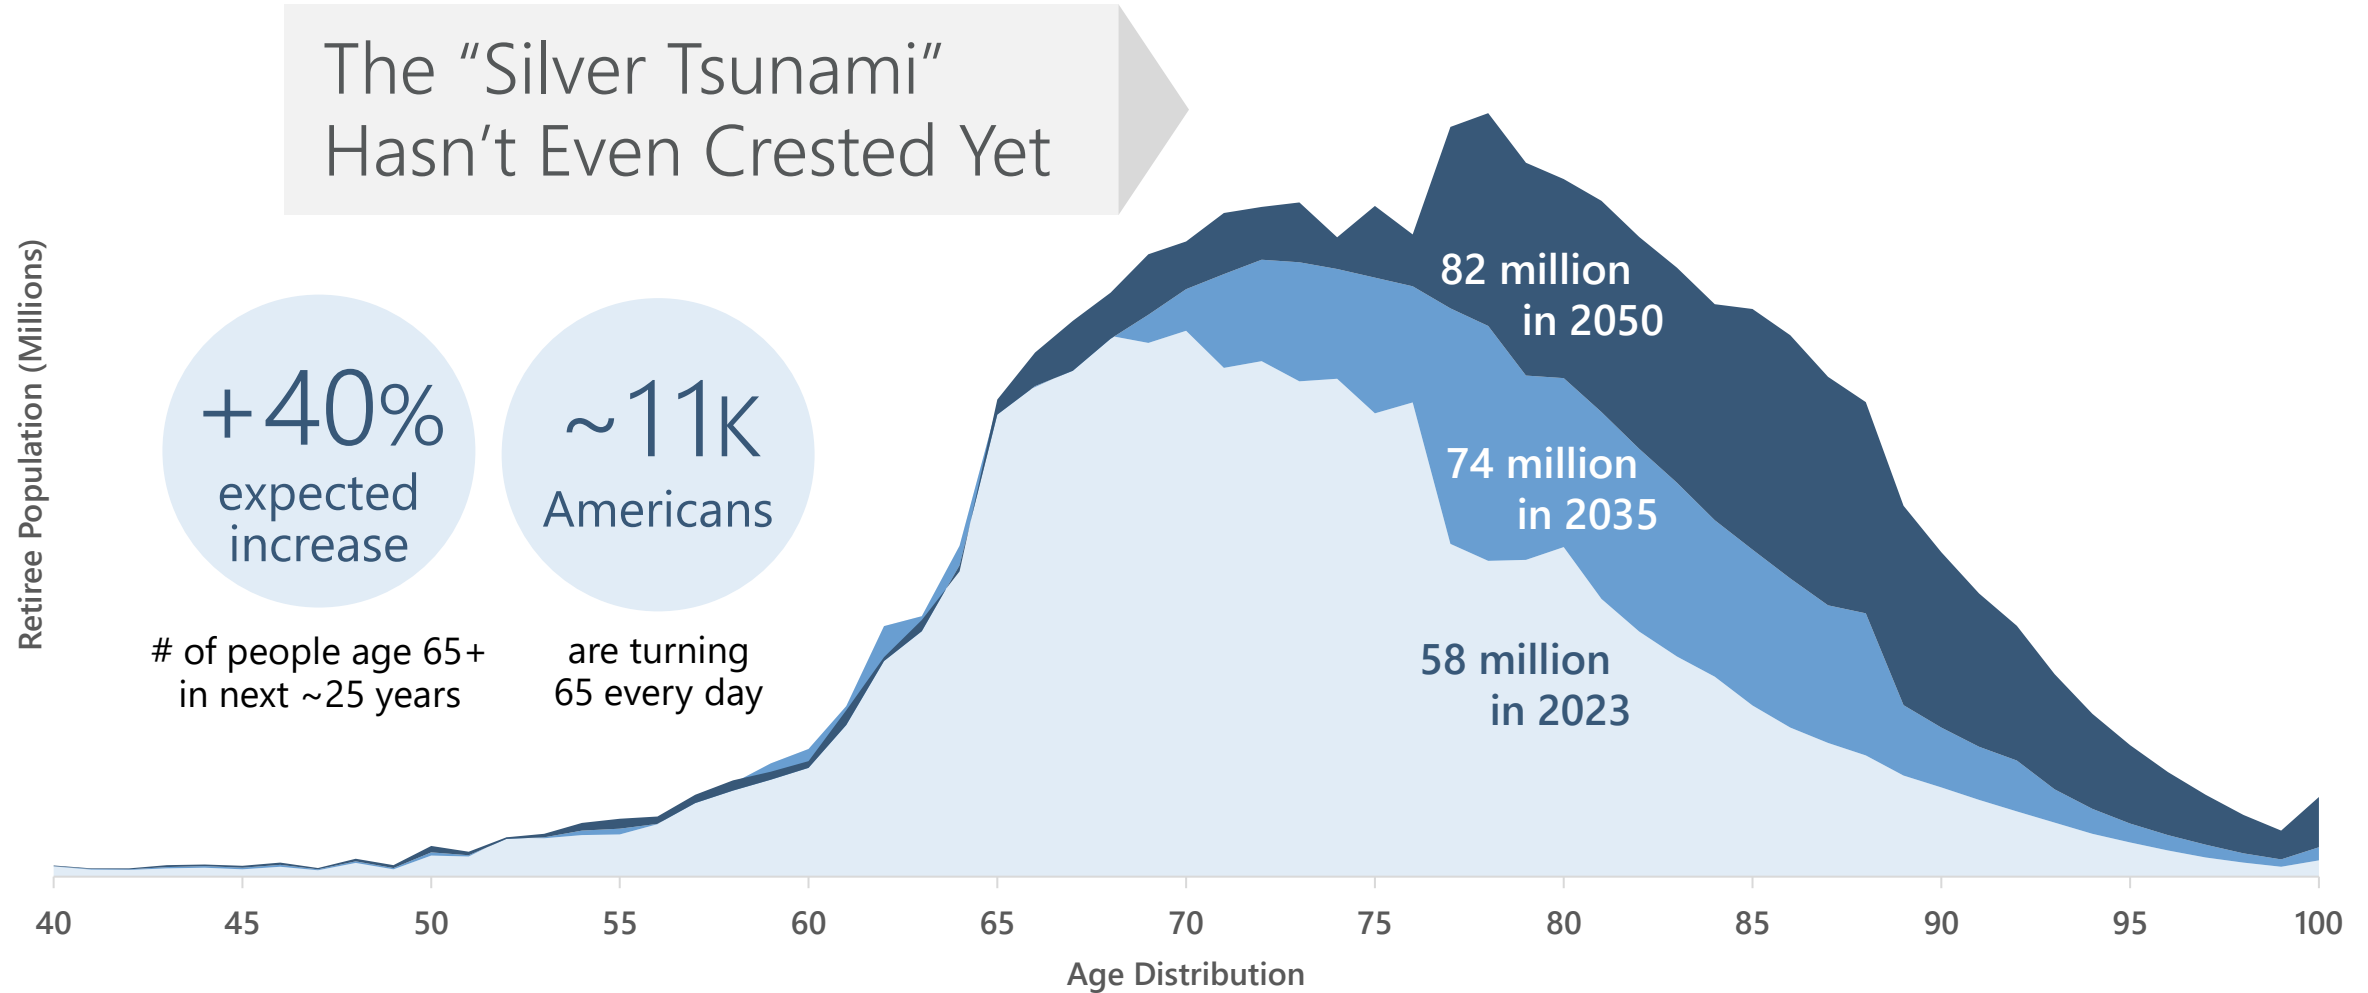 The “Silver Tsunami”
Hasn’t Even Crested Yet
Retiree Population (Millions)
+40%
expected
increase
# of people age 65+
in next ~25 years
~11K
Americans
are turning
65 every day
82 million
in 2050
74 million
in 2035
58 million
in 2023
40 45 50 55 60 65 70 75 80 85 90 95 100
Age Distribution